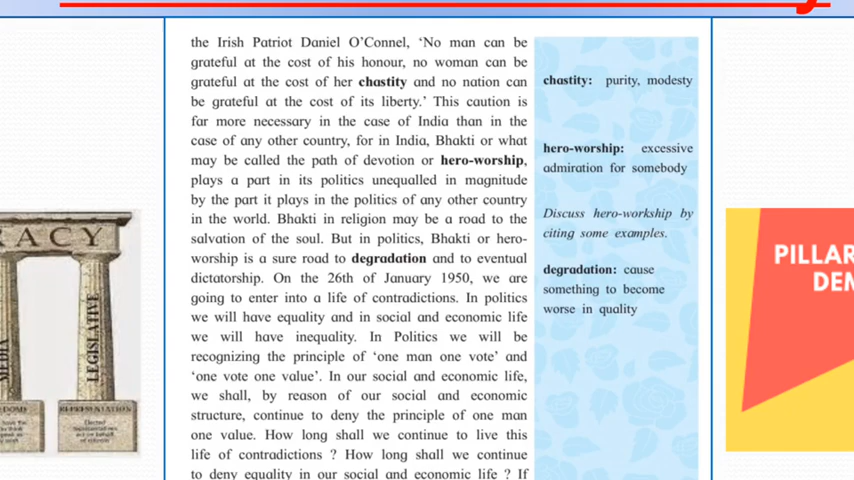 y
the Irish Patriot Daniel O'Connel, 'No man can be
grateful at the cost of his honour, no woman can be
grateful at the cost of her chastity and no nation can
be grateful at the cost of its liberty.' This caution is
far more necessary in the case of India than in the
case of any other country, for in India, Bhakti or what
may be called the path of devotion or hero-worship,
plays a part in its politics unequalled in magnitude
by the part it plays in the politics of any other country
in the world. Bhakti in religion may be a road to the
salvation of the soul. But in politics, Bhakti or hero-
worship is a sure road to degradation and to eventual
dictatorship. On the 26th of January 1950, we are
going to enter into a life of contradictions. In politics
we will have equality and in social and economic life
we will have inequality. In Politics we will be
recognizing the principle of 'one man one vote' and
'one vote one value'. In our social and economic life,
we shall, by reason of our social and economic
structure, continue to deny the principle of one man
one value. How long shall we continue to live this
life of contradictions ? How long shall we continue
to deny equality in our social and economic life ? If
chastity: purity, modesty
hero-worship: excessive
admiration for somebody
Discuss hero-workship by
citing some examples.
degradation: cause
something to become
worse in quality
ACY
MEDIA
LEGISLATIVE
REPRESENTATION
PILLAR
DEM